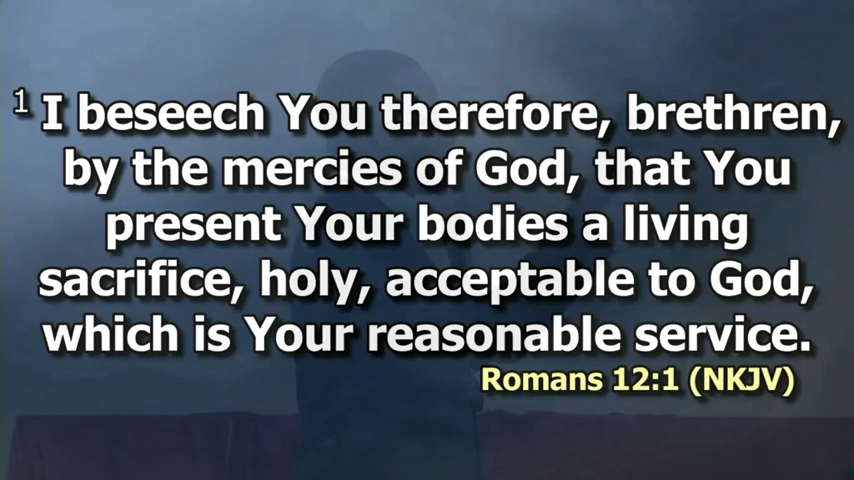 1 I beseech You therefore, brethren,
by the mercies of God, that You
present Your bodies a living
sacrifice, holy, acceptable to God,
which is Your reasonable service.
Romans 12:1 (NKJV)